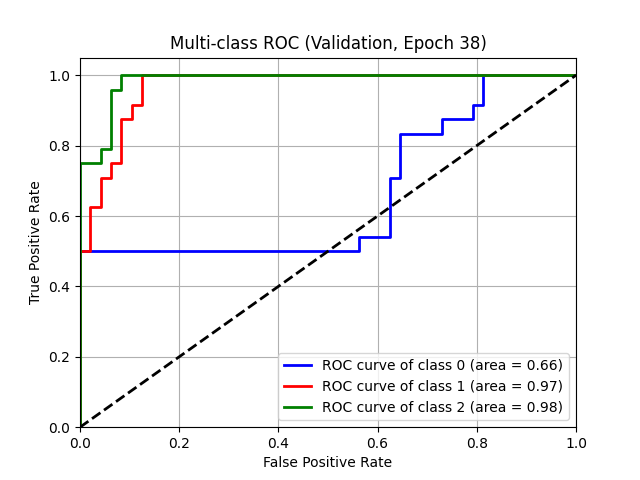 Multi-class ROC (Validation, Epoch 38)
True Positive Rate
1.0
0.8
0.6
0.4
0.2
0.0
ROC curve of class 0 (area = 0.66)
ROC curve of class 1 (area = 0.97)
ROC curve of class 2 (area = 0.98)
0.0 0.2 0.4 0.6 0.8 1.0
False Positive Rate